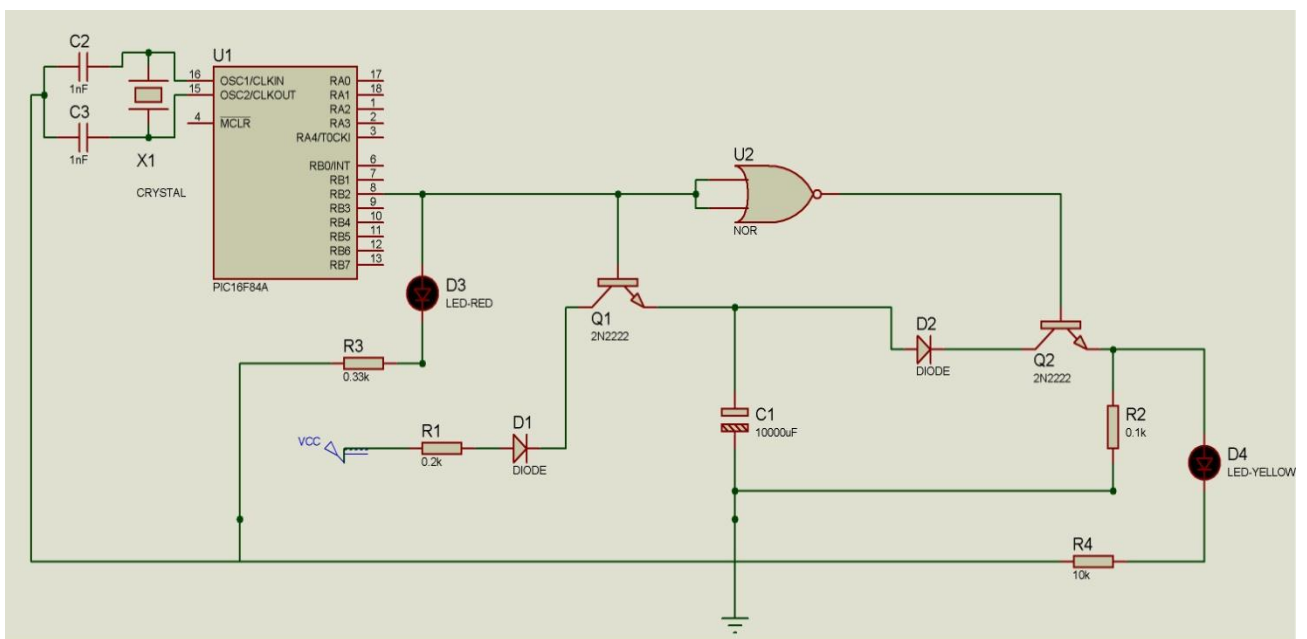 C2
1nF
C3
1nF
X1
CRYSTAL
U1
16
15
4
OSC1/CLKIN
OSC2/CLKOUT
MCLR
RA0
RA1
RA2
RA3
RA4/T0CKI
RB0/INT
RB1
RB2
RB3
RB4
RB5
RB6
RB7
17
18
1
2
3
6
7
8
9
10
11
12
13
PIC16F84A
U2
NOR
D3
LED-RED
Q1
2N2222
R3
0.33k
VCC
R1
0.2k
D1
DIODE
C1
10000uF
D2
DIODE
Q2
2N2222
R2
0.1k
D4
LED-YELLOW
R4
10k